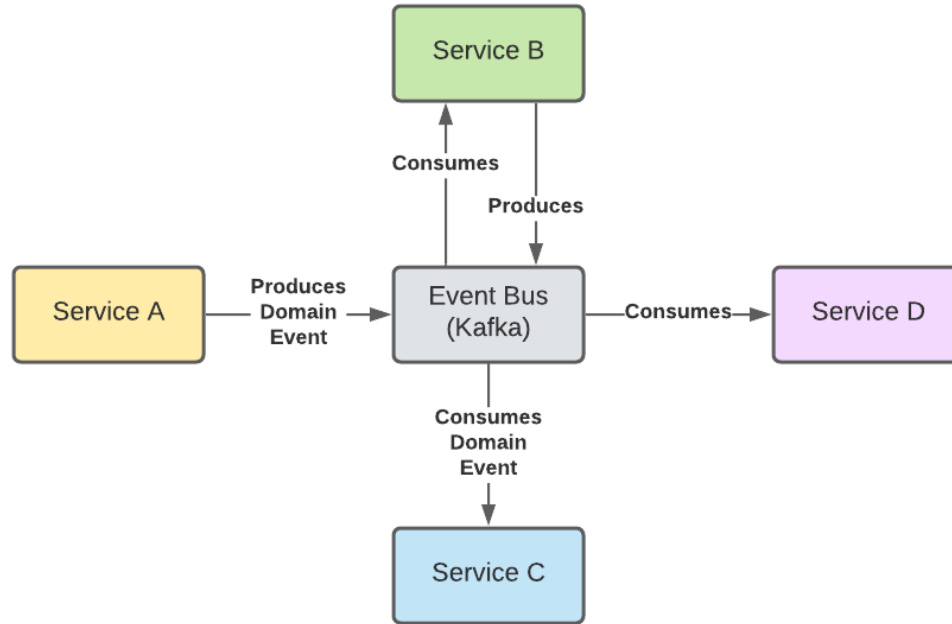 Service B
Consumes
Produces
Service A
Produces
Domain
Event
Event Bus
(Kafka)
Consumes
Service D
Consumes
Domain
Event
Service C